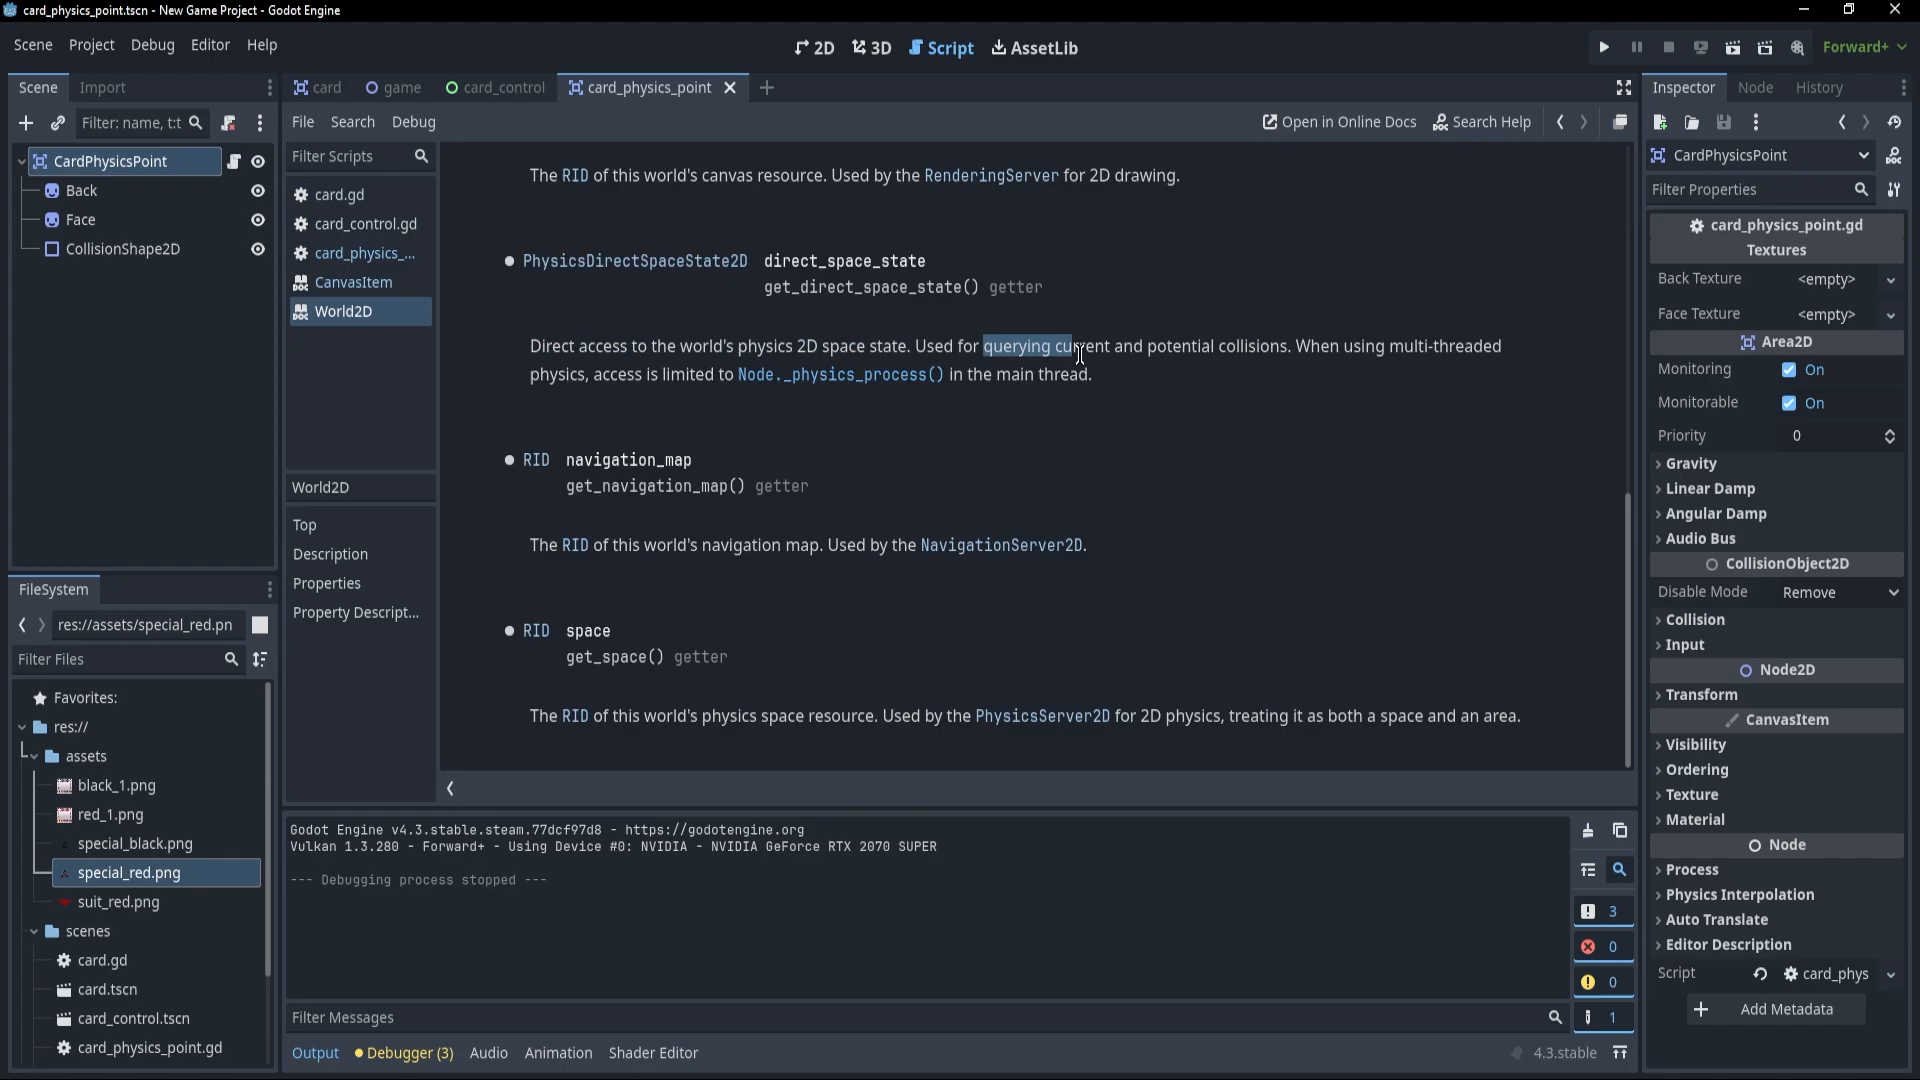 card_physics_point.tscn - New Game Project - Godot Engine
Scene Project Debug Editor Help
2D 3D Script AssetLib
Forward+
Scene Import
card game card_control card_physics_point
Inspector Node History
Filter: name, t:t
File Search Debug
Open in Online Docs Search Help
CardPhysicsPoint
Back
Face
CollisionShape2D
Filter Scripts
card.gd
card_control.gd
card_physics_...
CanvasItem
World2D
World2D
Top
Description
Properties
Property Descript...
The RID of this world's canvas resource. Used by the RenderingServer for 2D drawing.
PhysicsDirectSpaceState2D direct_space_state
get_direct_space_state() getter
Direct access to the world's physics 2D space state. Used for querying current and potential collisions. When using multi-threaded
physics, access is limited to Node._physics_process() in the main thread.
RID navigation_map
get_navigation_map() getter
The RID of this world's navigation map. Used by the NavigationServer2D.
RID space
get_space() getter
The RID of this world's physics space resource. Used by the PhysicsServer2D for 2D physics, treating it as both a space and an area.
FileSystem
res://assets/special_red.pn
Filter Files
Favorites:
res://
assets
black_1.png
red_1.png
special_black.png
special_red.png
suit_red.png
scenes
card.gd
card.tscn
card_control.tscn
card_physics_point.gd
Godot Engine v4.3.stable.steam.77dcf97d8 - https://godotengine.org
Vulkan 1.3.280 - Forward+ - Using Device #0: NVIDIA - NVIDIA GeForce RTX 2070 SUPER
--- Debugging process stopped ---
3
0
0
1
Filter Messages
Output Debugger (3) Audio Animation Shader Editor
4.3.stable
CardPhysicsPoint
Filter Properties
card_physics_point.gd
Textures
Back Texture <empty>
Face Texture <empty>
Area2D
Monitoring On
Monitorable On
Priority 0
Gravity
Linear Damp
Angular Damp
Audio Bus
CollisionObject2D
Disable Mode Remove
Collision
Input
Node2D
Transform
CanvasItem
Visibility
Ordering
Texture
Material
Node
Process
Physics Interpolation
Auto Translate
Editor Description
Script card_phys
Add Metadata